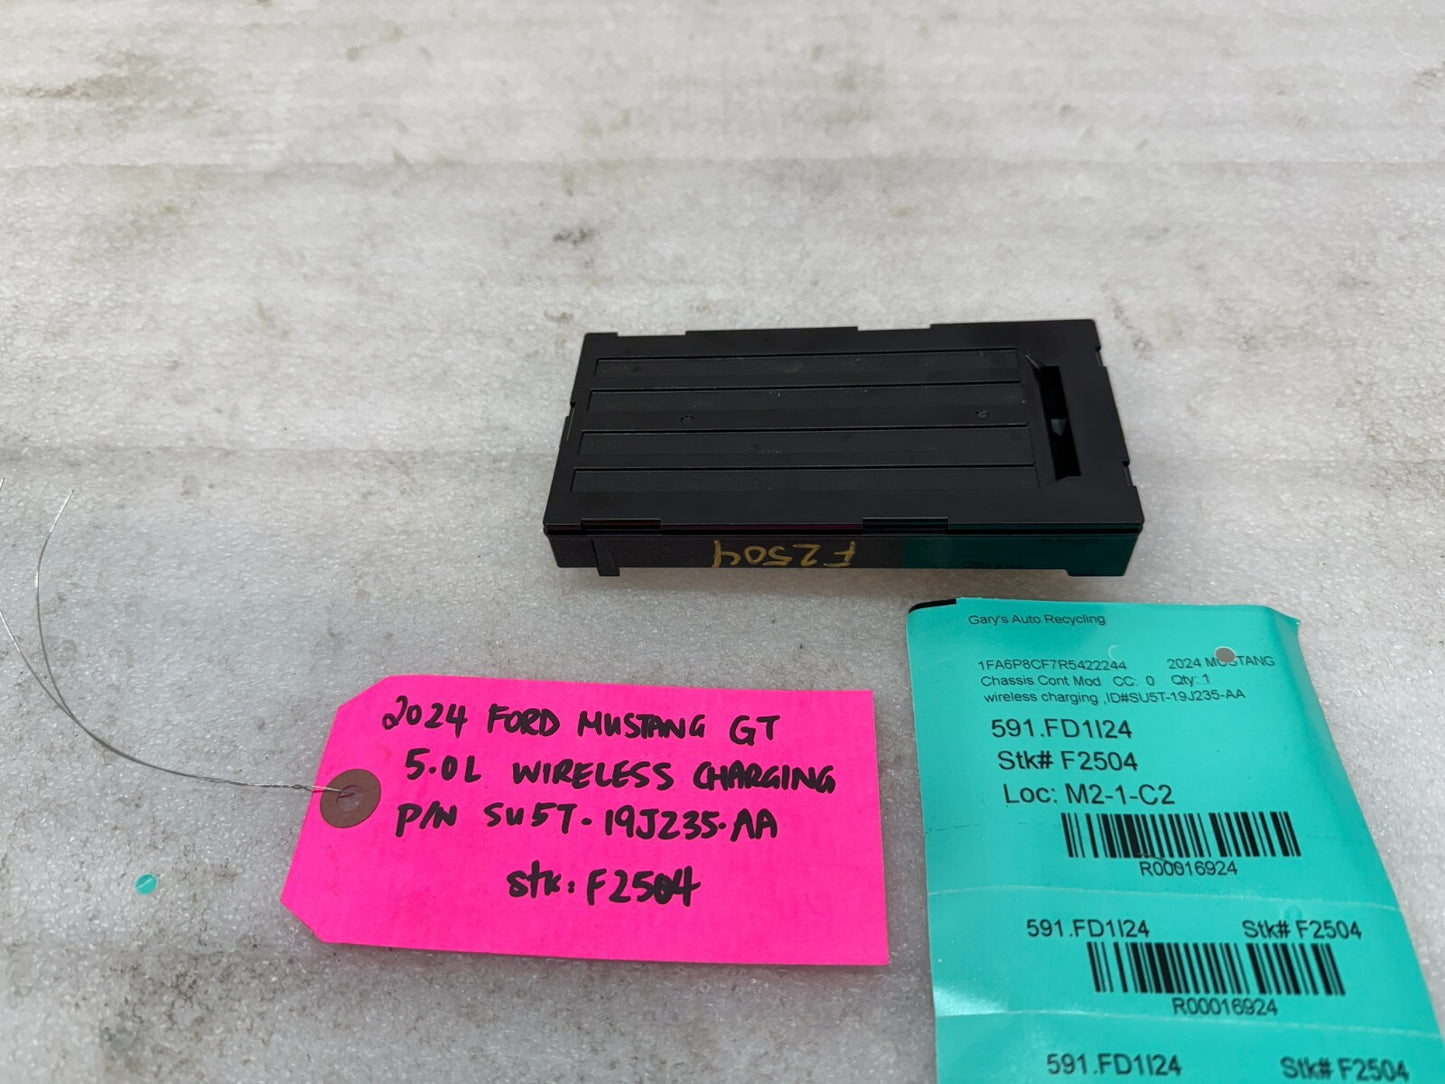 F2504
2024 FORD MUSTANG GT
5.0L WIRELESS CHARGING
P/N SU5T-19J235-AA
stk: F2504
Gary's Auto Recycling
1FA6P8CF7R5422244 2024 MUSTANG
Chassis Cont Mod CC: 0 Qty: 1
wireless charging ,ID#SU5T-19J235-AA
591.FD1I24
Stk# F2504
Loc: M2-1-C2
R00016924
591.FD1I24 Stk# F2504
R00016924
591.FD1I24 Stk# F2504